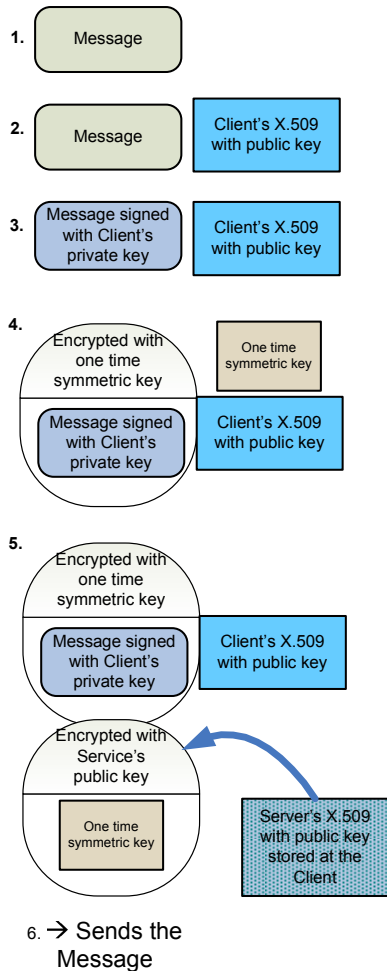 1.
Message
2.
Message
Client's X.509
with public key
3.
Message signed
with Client's
private key
Client's X.509
with public key
4.
Encrypted with
one time
symmetric key
One time
symmetric key
Message signed
with Client's
private key
Client's X.509
with public key
5.
Encrypted with
one time
symmetric key
Message signed
with Client's
private key
Client's X.509
with public key
Encrypted with
Service's
public key
One time
symmetric key
Server's X.509
with public key
stored at the
Client
6. → Sends the
Message